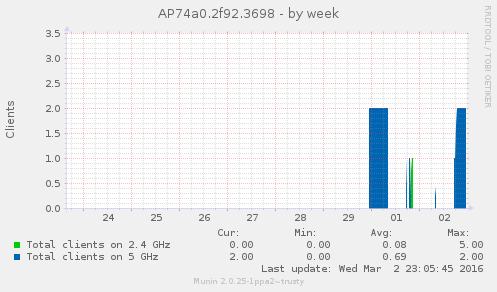 AP74a0.2f92.3698 - by week
RRDTOOL / TOBI OETIKER
Clients
3.5
3.0
2.5
2.0
1.5
1.0
0.5
0.0
24 25 26 27 28 29 01 02
Cur: Min: Avg: Max:
Total clients on 2.4 GHz 0.00 0.00 0.08 5.00
Total clients on 5 GHz 2.00 0.00 0.69 2.00
Last update: Wed Mar 2 23:05:45 2016
Munin 2.0.25-1ppa2~trusty